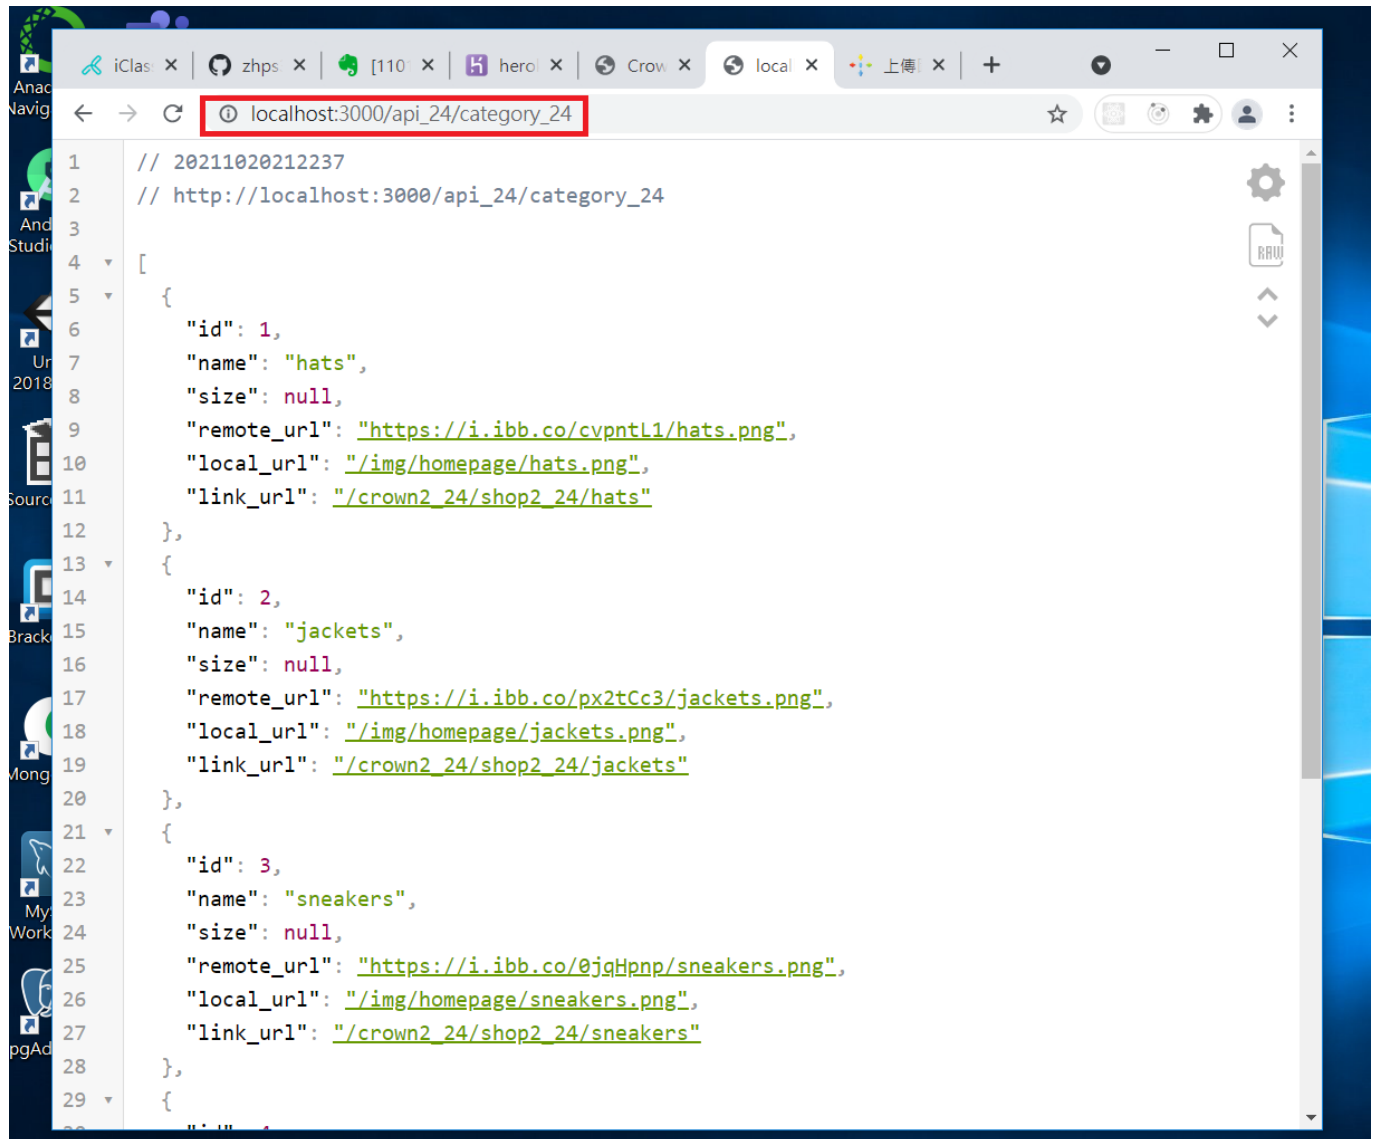 iClas
zhps
[110
hero
Crow
local
上傳
localhost:3000/api_24/category_24
Anac
Navig
And
Studi
Ur
2018
Sourc
Brack
Mong
My
Work
pgAd
RAW
1 // 20211020212237
2 // http://localhost:3000/api_24/category_24
3
4 [
5 {
6 "id": 1,
7 "name": "hats",
8 "size": null,
9 "remote_url": "https://i.ibb.co/cvpntL1/hats.png",
10 "local_url": "/img/homepage/hats.png",
11 "link_url": "/crown2_24/shop2_24/hats"
12 },
13 {
14 "id": 2,
15 "name": "jackets",
16 "size": null,
17 "remote_url": "https://i.ibb.co/px2tCc3/jackets.png",
18 "local_url": "/img/homepage/jackets.png",
19 "link_url": "/crown2_24/shop2_24/jackets"
20 },
21 {
22 "id": 3,
23 "name": "sneakers",
24 "size": null,
25 "remote_url": "https://i.ibb.co/0jqHpnp/sneakers.png",
26 "local_url": "/img/homepage/sneakers.png",
27 "link_url": "/crown2_24/shop2_24/sneakers"
28 },
29 {